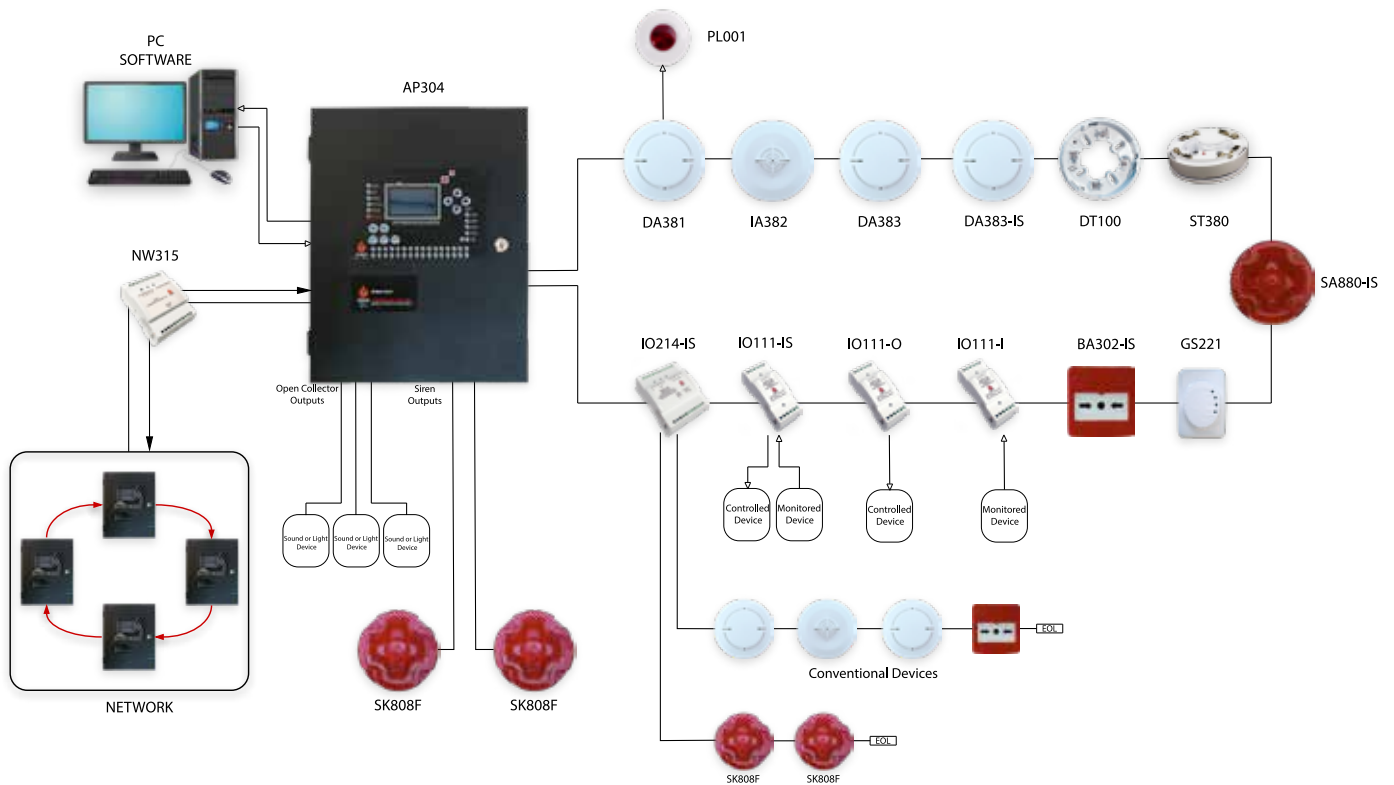 PC
SOFTWARE
PL001
AP304
DA381
IA382
DA383
DA383-IS
DT100
ST380
NW315
SA880-IS
IO214-IS
IO111-IS
IO111-O
IO111-I
BA302-IS
GS221
Open Collector
Outputs
Siren
Outputs
Controlled
Device
Monitored
Device
Controlled
Device
Monitored
Device
Sound or Light
Device
Sound or Light
Device
Sound or Light
Device
EOL
Conventional Devices
SK808F
SK808F
NETWORK
EOL
SK808F
SK808F